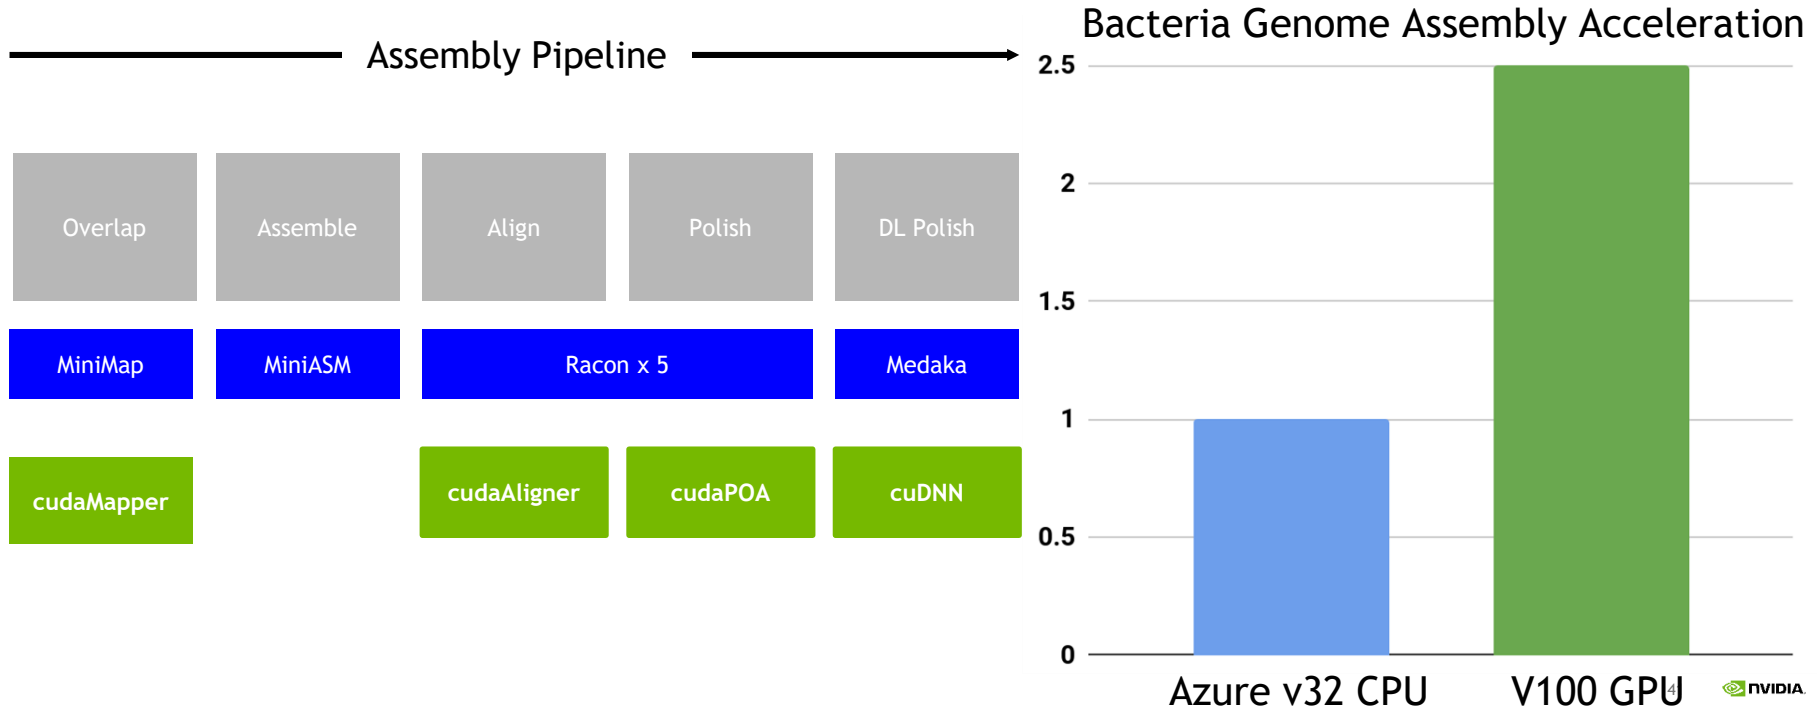 Assembly Pipeline
Overlap
Assemble
Align
Polish
DL Polish
MiniMap
MiniASM
Racon x 5
Medaka
cudaMapper
cudaAligner
cudaPOA
cuDNN
Bacteria Genome Assembly Acceleration
2.5
2
1.5
1
0.5
0
Azure v32 CPU
V100 GPU
NVIDIA.